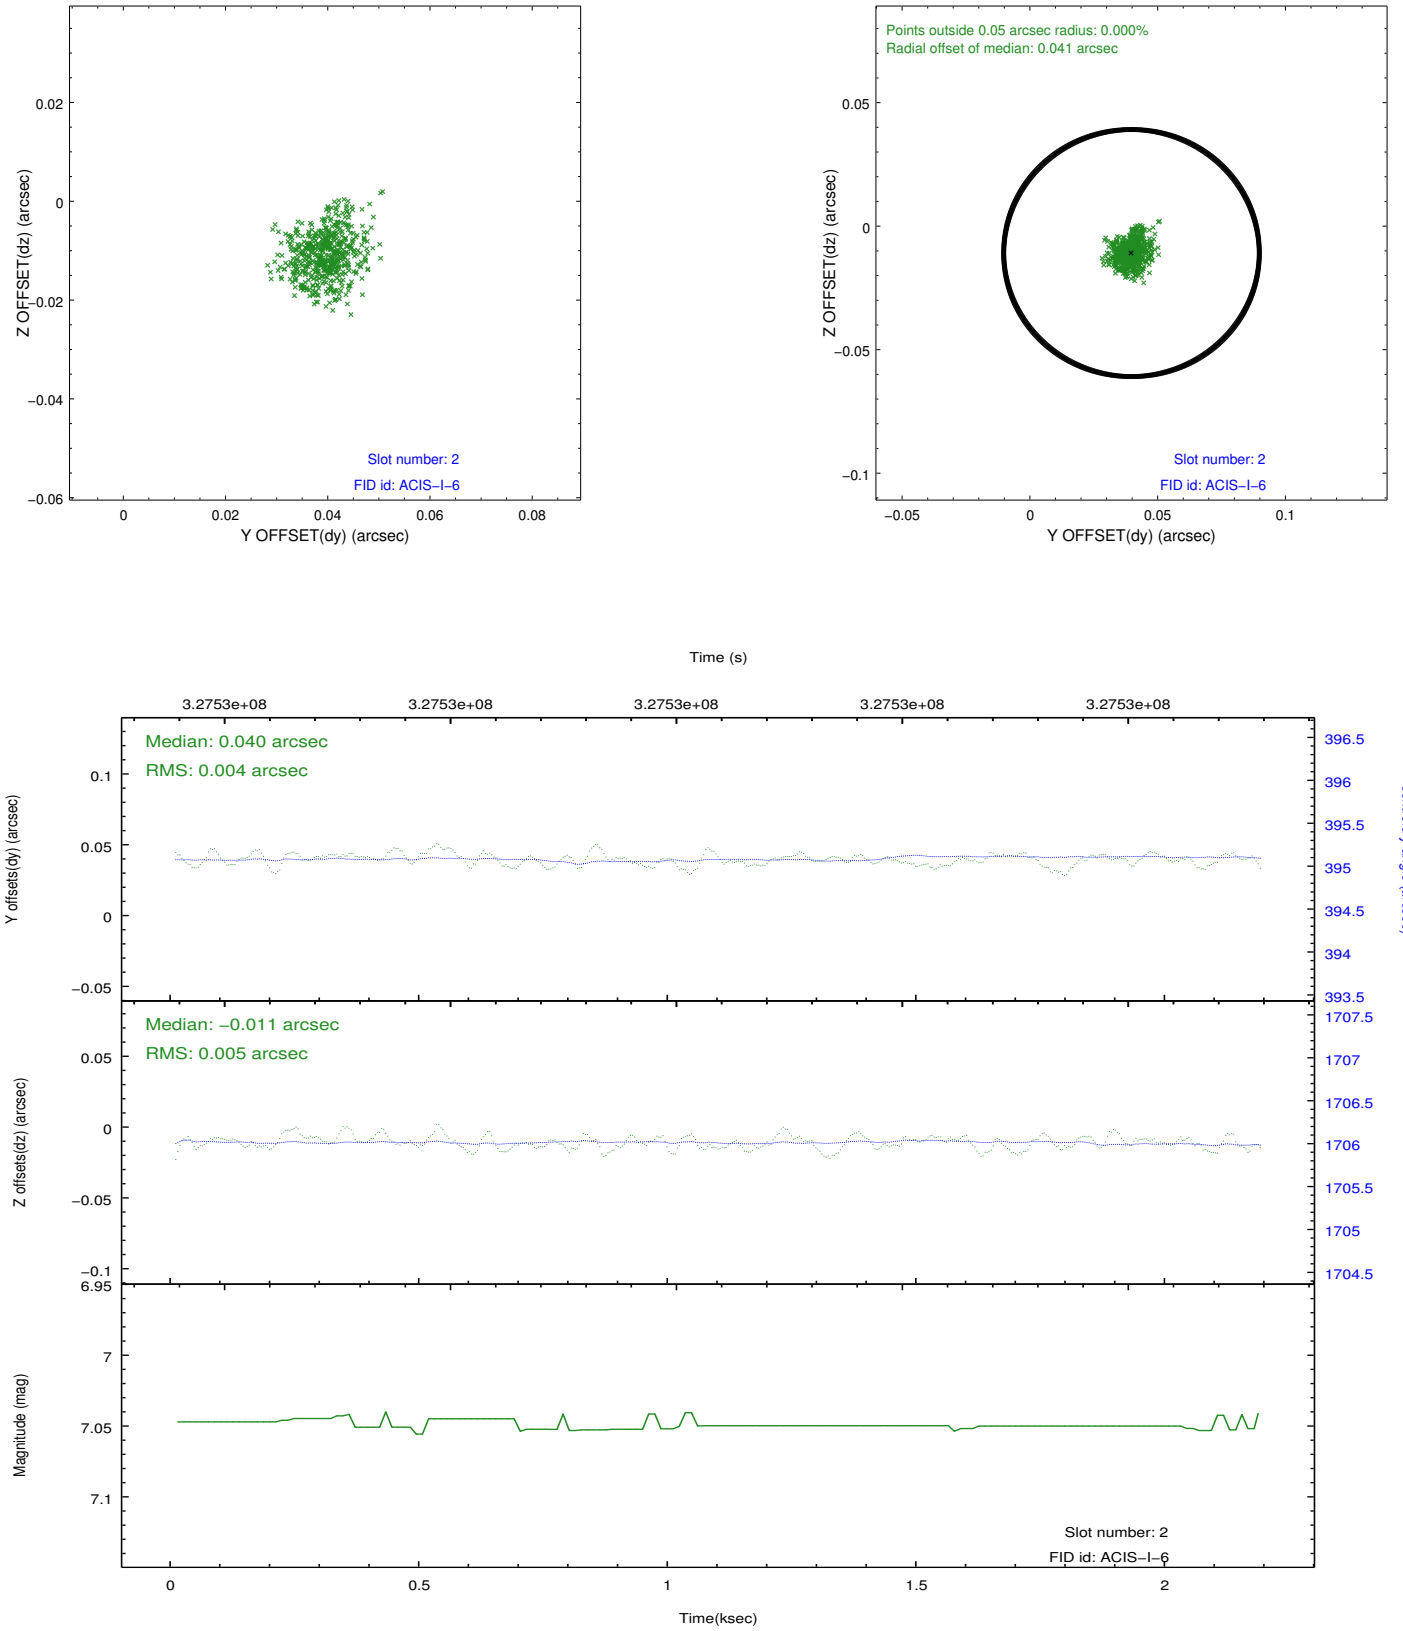 Points outside 0.05 arcsec radius: 0.000%
Radial offset of median: 0.041 arcsec
0.02
0
−0.02
−0.04
−0.06
Z OFFSET(dz) (arcsec)
Slot number: 2
FID id: ACIS−I−6
0
0.02
0.04
0.06
0.08
Y OFFSET(dy) (arcsec)
0.05
0
−0.05
−0.1
Z OFFSET(dz) (arcsec)
Slot number: 2
FID id: ACIS−I−6
−0.05
0
0.05
0.1
Y OFFSET(dy) (arcsec)
Time (s)
3.2753e+08
3.2753e+08
3.2753e+08
3.2753e+08
3.2753e+08
Median: 0.040 arcsec
RMS: 0.004 arcsec
0.1
0.05
0
−0.05
Y offsets(dy) (arcsec)
396.5
396
395.5
395
394.5
394
393.5
Median: −0.011 arcsec
RMS: 0.005 arcsec
0.05
0
−0.05
−0.1
Z offsets(dz) (arcsec)
1707.5
1707
1706.5
1706
1705.5
1705
1704.5
6.95
7
7.05
7.1
Magnitude (mag)
Slot number: 2
FID id: ACIS−I−6
0
0.5
1
1.5
2
Time(ksec)